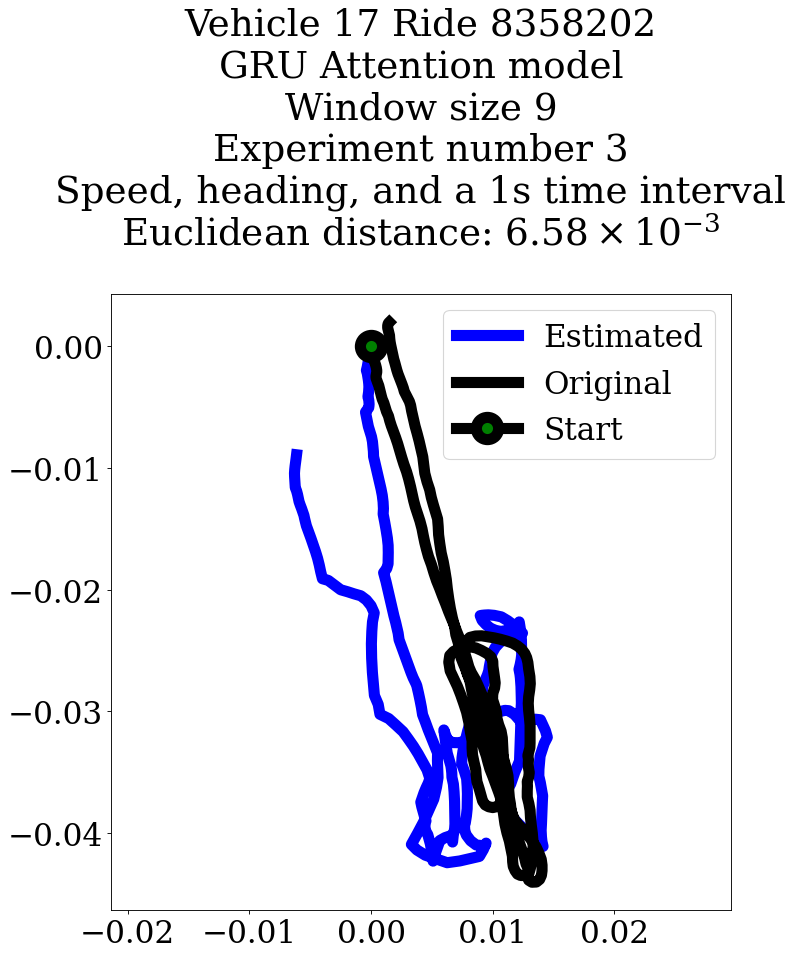 Vehicle 17 Ride 8358202
GRU Attention model
Window size 9
Experiment number 3
Speed, heading, and a 1s time interval
Euclidean distance: 6.58 × 10⁻³
Estimated
Original
Start
0.00
−0.01
−0.02
−0.03
−0.04
−0.02 −0.01 0.00 0.01 0.02